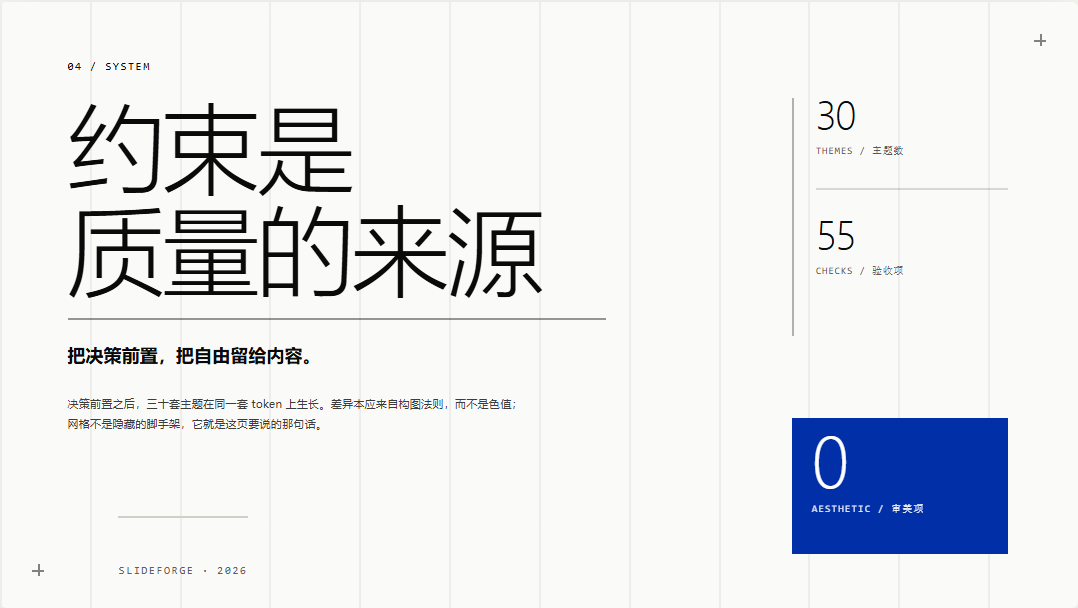 04 / SYSTEM
约束是
质量的来源
把决策前置，把自由留给内容。
决策前置之后，三十套主题在同一套 token 上生长。差异本应来自构图法则，而不是色值；
网格不是隐藏的脚手架，它就是这页要说的那句话。
SLIDEFORGE · 2026
30
THEMES / 主题数
55
CHECKS / 验收项
0
AESTHETIC / 审美项